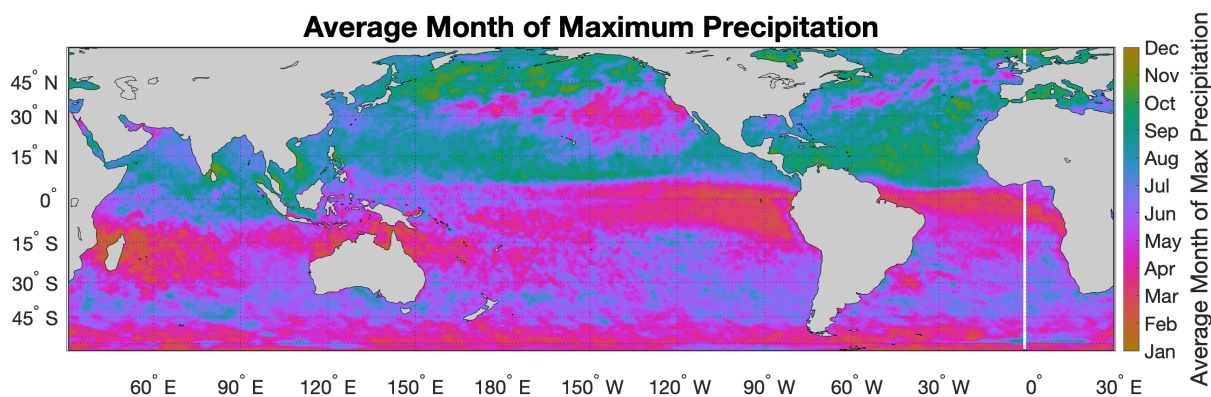 Average Month of Maximum Precipitation
45° N
30° N
15° N
0°
15° S
30° S
45° S
60° E
90° E
120° E
150° E
180° E
150° W
120° W
90° W
60° W
30° W
0°
30° E
Dec
Nov
Oct
Sep
Aug
Jul
Jun
May
Apr
Mar
Feb
Jan
Average Month of Max Precipitation